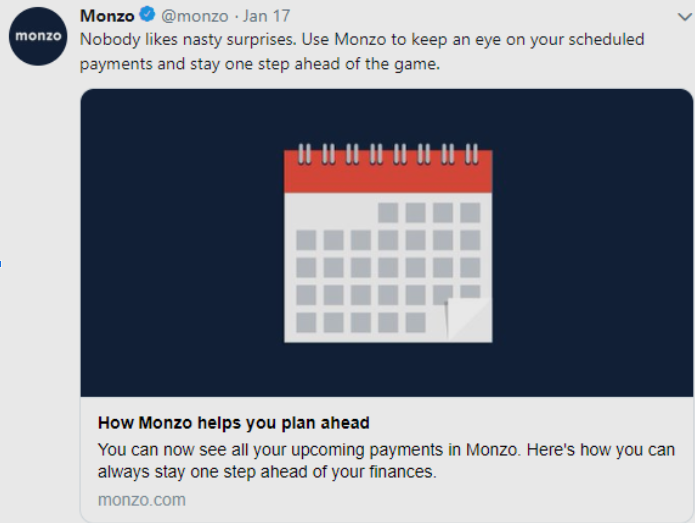 monzo
Monzo @monzo · Jan 17
Nobody likes nasty surprises. Use Monzo to keep an eye on your scheduled
payments and stay one step ahead of the game.
How Monzo helps you plan ahead
You can now see all your upcoming payments in Monzo. Here's how you can
always stay one step ahead of your finances.
monzo.com